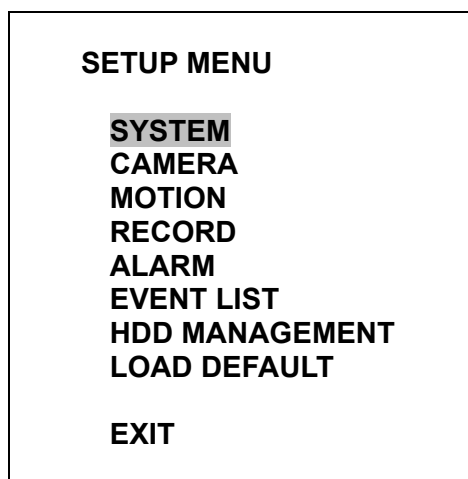 SETUP MENU
SYSTEM
CAMERA
MOTION
RECORD
ALARM
EVENT LIST
HDD MANAGEMENT
LOAD DEFAULT
EXIT